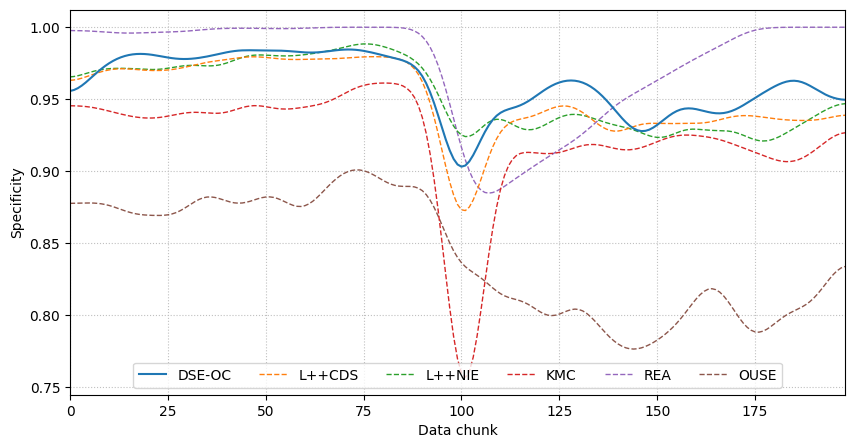 1.00
0.95
0.90
0.85
0.80
0.75
Specificity
0 25 50 75 100 125 150 175
Data chunk
DSE-OC L++CDS L++NIE KMC REA OUSE